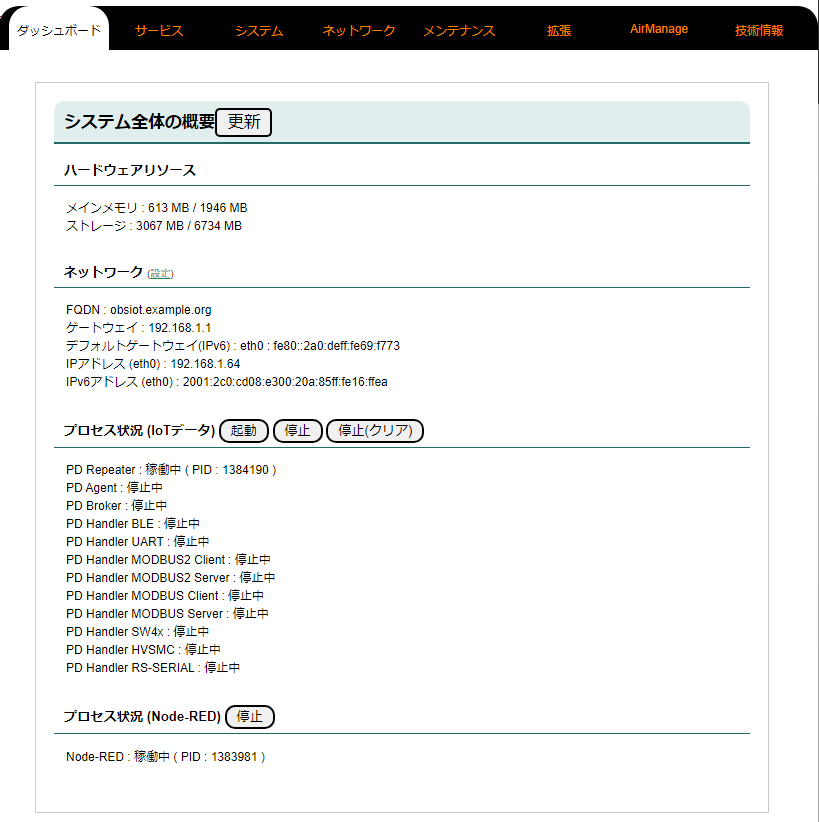 ダッシュボード サービス システム ネットワーク メンテナンス 拡張 AirManage 技術情報
システム全体の概要 更新
ハードウェアリソース
メインメモリ : 613 MB / 1946 MB
ストレージ : 3067 MB / 6734 MB
ネットワーク (設定)
FQDN : obsiot.example.org
ゲートウェイ : 192.168.1.1
デフォルトゲートウェイ(IPv6) : eth0 : fe80::2a0:deff:fe69:f773
IPアドレス (eth0) : 192.168.1.64
IPv6アドレス (eth0) : 2001:2c0:cd08:e300:20a:85ff:fe16:ffea
プロセス状況 (IoTデータ) 起動 停止 停止(クリア)
PD Repeater : 稼働中 ( PID : 1384190 )
PD Agent : 停止中
PD Broker : 停止中
PD Handler BLE : 停止中
PD Handler UART : 停止中
PD Handler MODBUS2 Client : 停止中
PD Handler MODBUS2 Server : 停止中
PD Handler MODBUS Client : 停止中
PD Handler MODBUS Server : 停止中
PD Handler SW4x : 停止中
PD Handler HVSMC : 停止中
PD Handler RS-SERIAL : 停止中
プロセス状況 (Node-RED) 停止
Node-RED : 稼働中 ( PID : 1383981 )